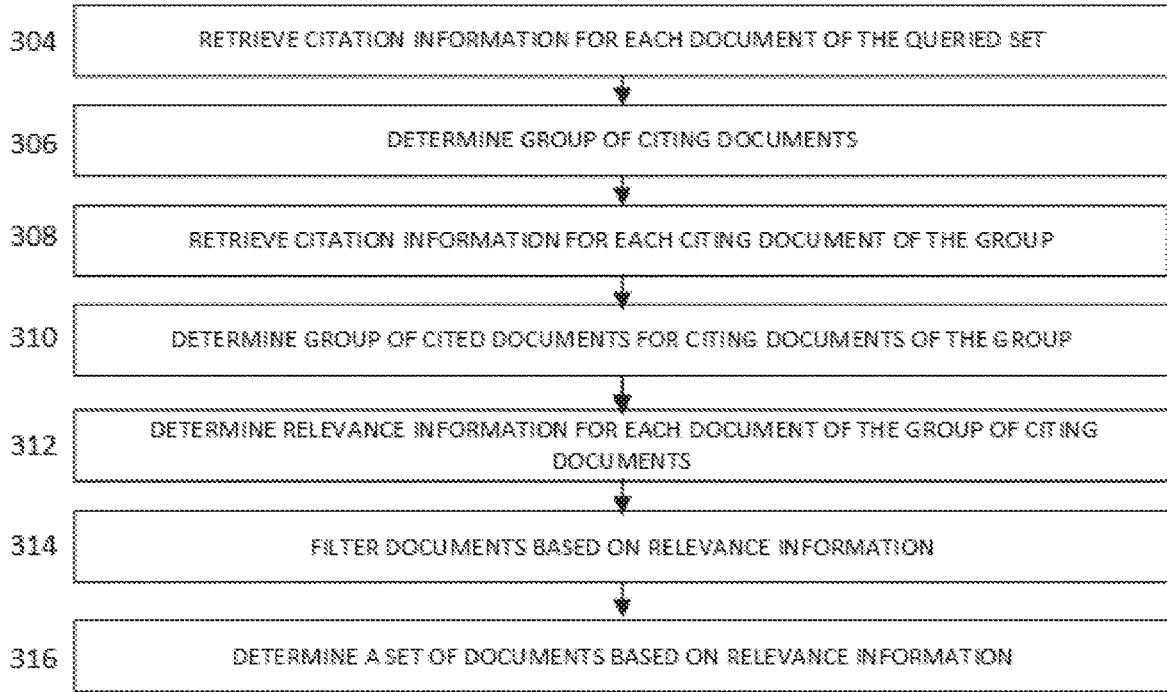 304 RETRIEVE CITATION INFORMATION FOR EACH DOCUMENT OF THE QUERIED SET
306 DETERMINE GROUP OF CITING DOCUMENTS
308 RETRIEVE CITATION INFORMATION FOR EACH CITING DOCUMENT OF THE GROUP
310 DETERMINE GROUP OF CITED DOCUMENTS FOR CITING DOCUMENTS OF THE GROUP
312 DETERMINE RELEVANCE INFORMATION FOR EACH DOCUMENT OF THE GROUP OF CITING
DOCUMENTS
314 FILTER DOCUMENTS BASED ON RELEVANCE INFORMATION
316 DETERMINE A SET OF DOCUMENTS BASED ON RELEVANCE INFORMATION